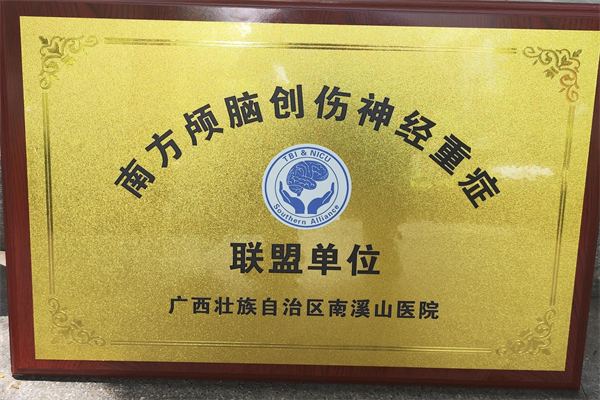 南方颅脑创伤神经重症
TBI & NICU
Southern Alliance
联盟单位
广西壮族自治区南溪山医院